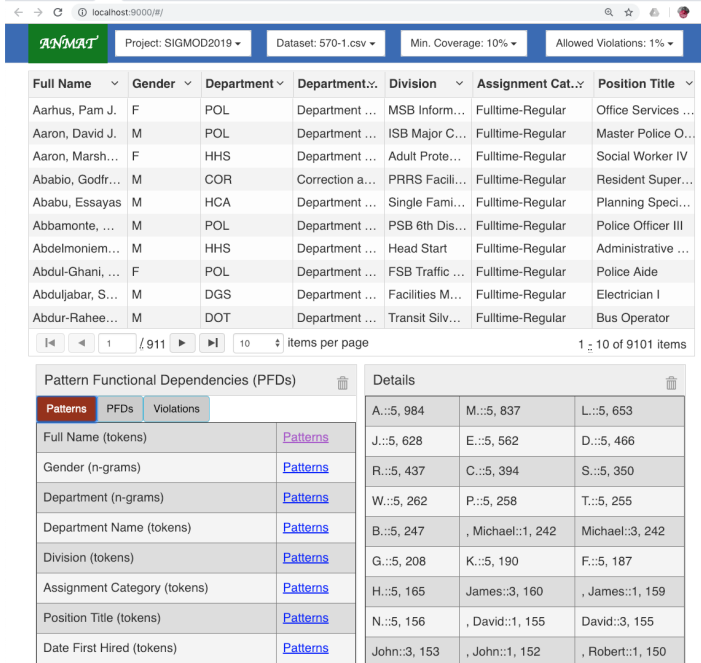 localhost:9000/#/
ANMAT Project: SIGMOD2019 Dataset: 570-1.csv Min. Coverage: 10% Allowed Violations: 1%
Full Name Gender Department Department... Division Assignment Cat... Position Title
Aarhus, Pam J. F POL Department ... MSB Inform... Fulltime-Regular Office Services ...
Aaron, David J. M POL Department ... ISB Major C... Fulltime-Regular Master Police O...
Aaron, Marsh... F HHS Department ... Adult Prote... Fulltime-Regular Social Worker IV
Ababio, Godfr... M COR Correction a... PRRS Facili... Fulltime-Regular Resident Super...
Ababu, Essayas M HCA Department ... Single Fami... Fulltime-Regular Planning Speci...
Abbamonte, ... M POL Department ... PSB 6th Dis... Fulltime-Regular Police Officer III
Abdelmoniem... M HHS Department ... Head Start Fulltime-Regular Administrative ...
Abdul-Ghani, ... F POL Department ... FSB Traffic ... Fulltime-Regular Police Aide
Abduljabar, S... M DGS Department ... Facilities M... Fulltime-Regular Electrician I
Abdur-Rahee... M DOT Department ... Transit Silv... Fulltime-Regular Bus Operator
1 / 911 10 items per page 1 - 10 of 9101 items
Pattern Functional Dependencies (PFDs)
Patterns PFDs Violations
Full Name (tokens) Patterns
Gender (n-grams) Patterns
Department (n-grams) Patterns
Department Name (tokens) Patterns
Division (tokens) Patterns
Assignment Category (tokens) Patterns
Position Title (tokens) Patterns
Date First Hired (tokens) Patterns
Details
A.::5, 984 M.::5, 837 L.::5, 653
J.::5, 628 E.::5, 562 D.::5, 466
R.::5, 437 C.::5, 394 S.::5, 350
W.::5, 262 P.::5, 258 T.::5, 255
B.::5, 247 , Michael::1, 242 Michael::3, 242
G.::5, 208 K.::5, 190 F.::5, 187
H.::5, 165 James::3, 160 , James::1, 159
N.::5, 156 , David::1, 155 David::3, 155
John::3, 153 , John::1, 152 , Robert::1, 150